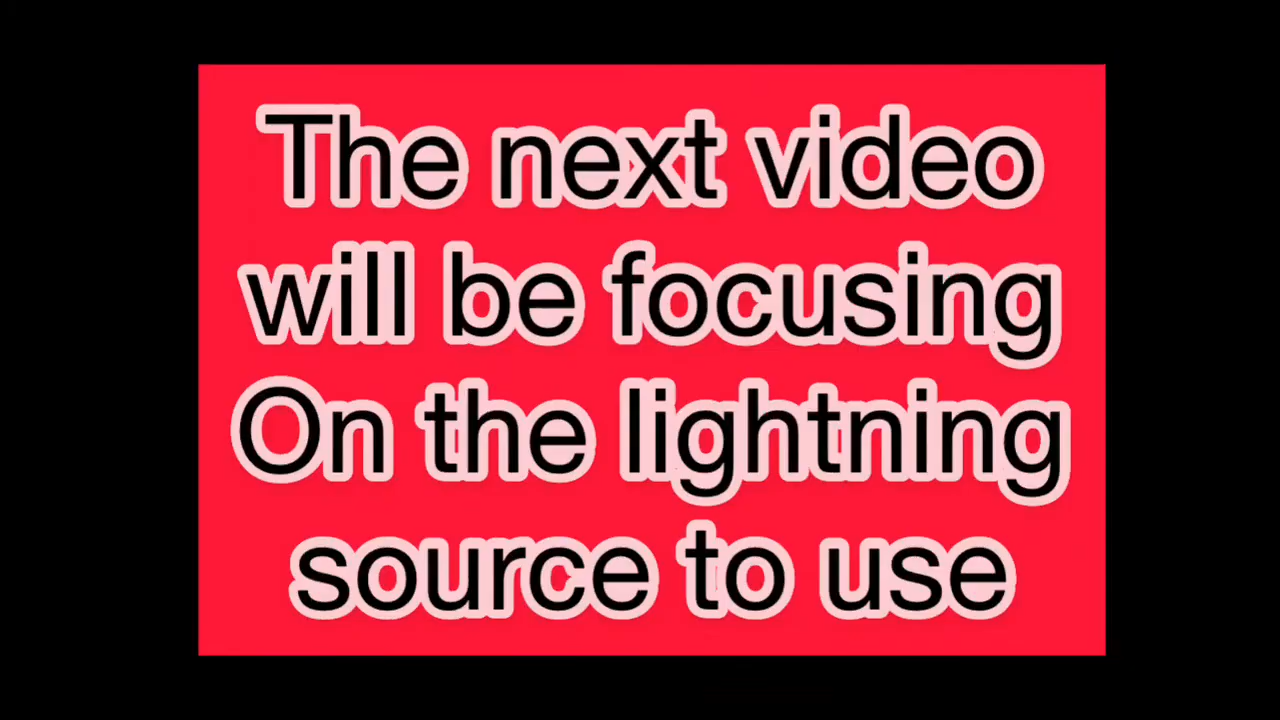 The next video
will be focusing
On the lightning
source to use